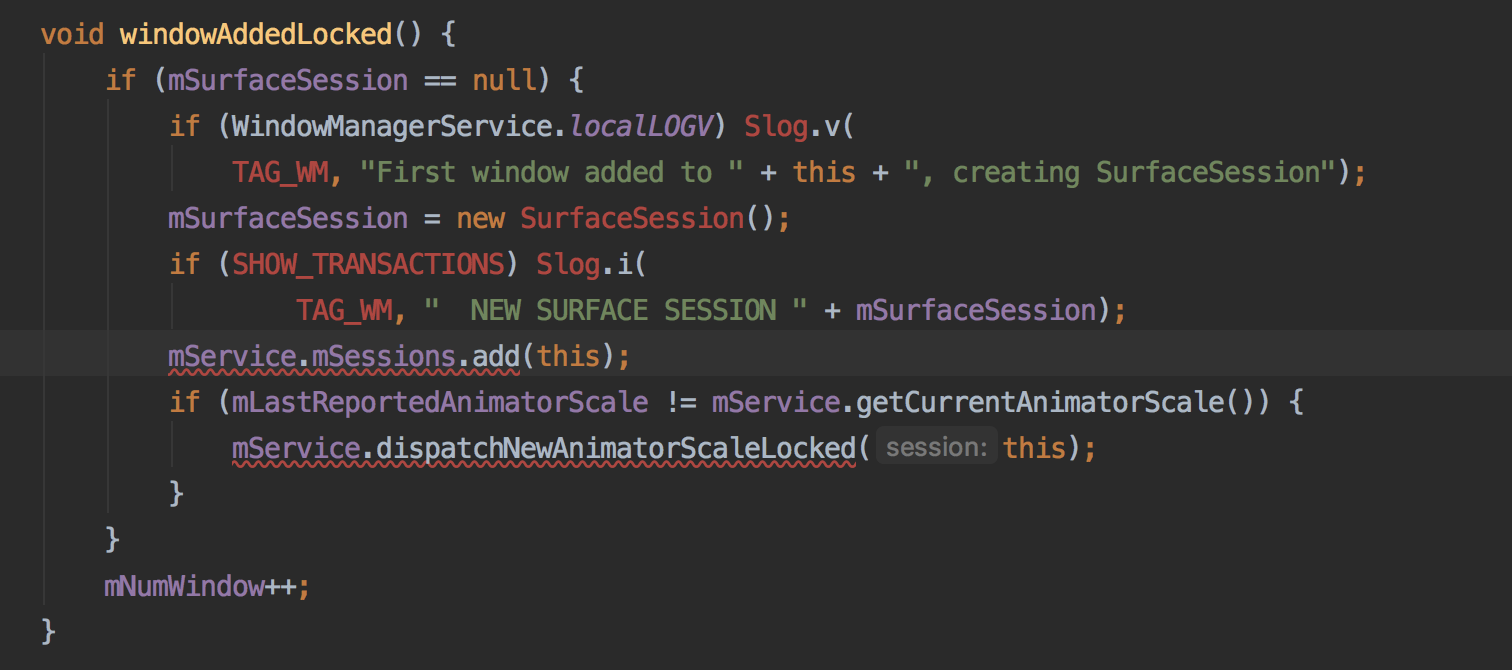 void windowAddedLocked() {
    if (mSurfaceSession == null) {
        if (WindowManagerService.localLOGV) Slog.v(
            TAG_WM, "First window added to " + this + ", creating SurfaceSession");
        mSurfaceSession = new SurfaceSession();
        if (SHOW_TRANSACTIONS) Slog.i(
                TAG_WM, "  NEW SURFACE SESSION " + mSurfaceSession);
        mService.mSessions.add(this);
        if (mLastReportedAnimatorScale != mService.getCurrentAnimatorScale()) {
            mService.dispatchNewAnimatorScaleLocked( session: this);
        }
    }
    mNumWindow++;
}